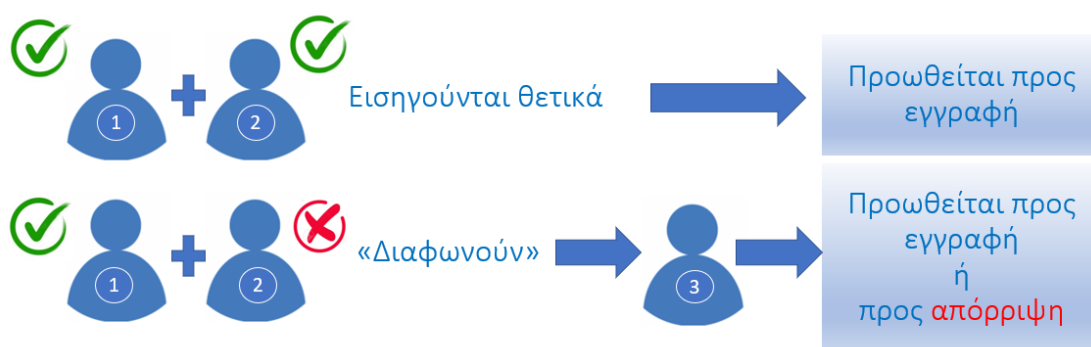 1
2
Εισηγούνται θετικά
Προωθείται προς
εγγραφή
1
2
«Διαφωνούν»
3
Προωθείται προς
εγγραφή
ή
προς απόρριψη